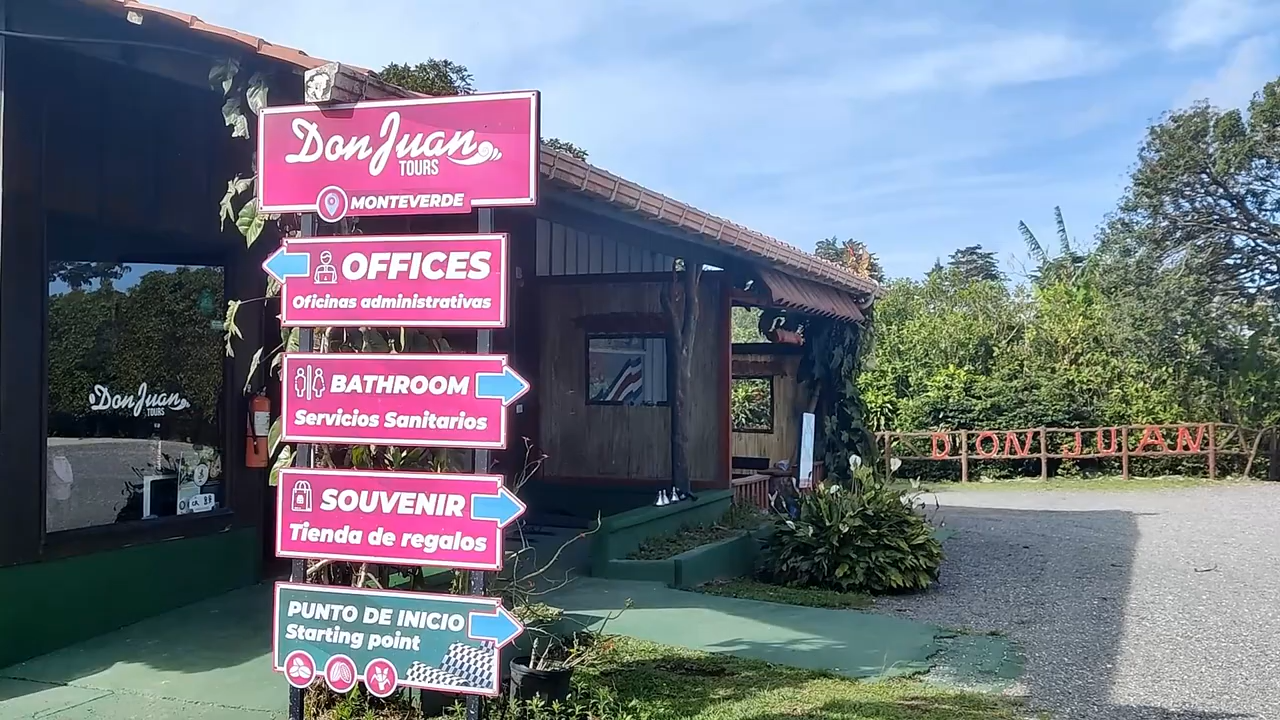 Don Juan
TOURS
MONTEVERDE
OFFICES
Oficinas administrativas
BATHROOM
Servicios Sanitarios
SOUVENIR
Tienda de regalos
PUNTO DE INICIO
Starting point
Don Juan
TOURS
DON JUAN